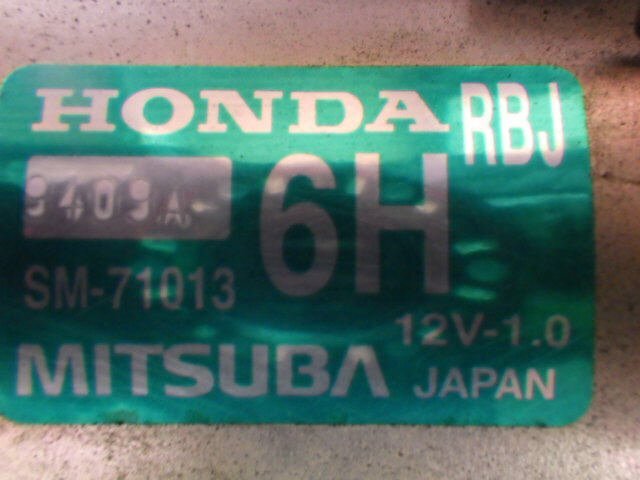 HONDA RBJ
9409A
6H
SM-71013
12V-1.0
MITSUBA JAPAN